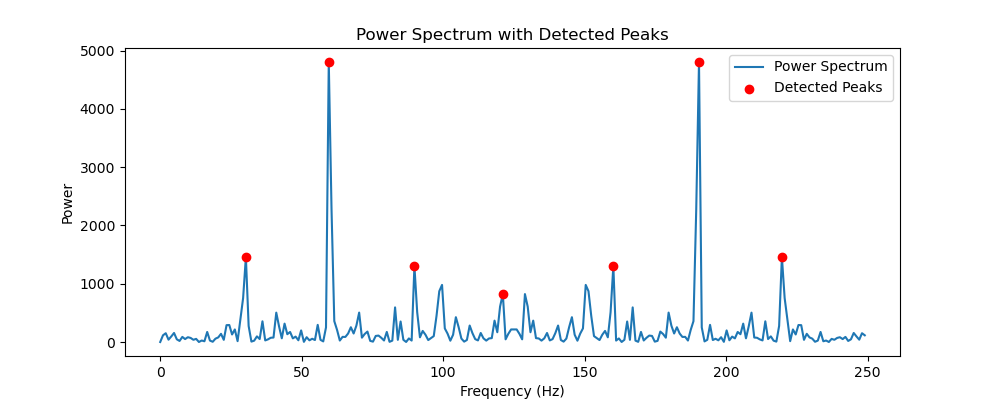 Power Spectrum with Detected Peaks
5000
4000
3000
2000
1000
0
Power
Power Spectrum
Detected Peaks
0 50 100 150 200 250
Frequency (Hz)